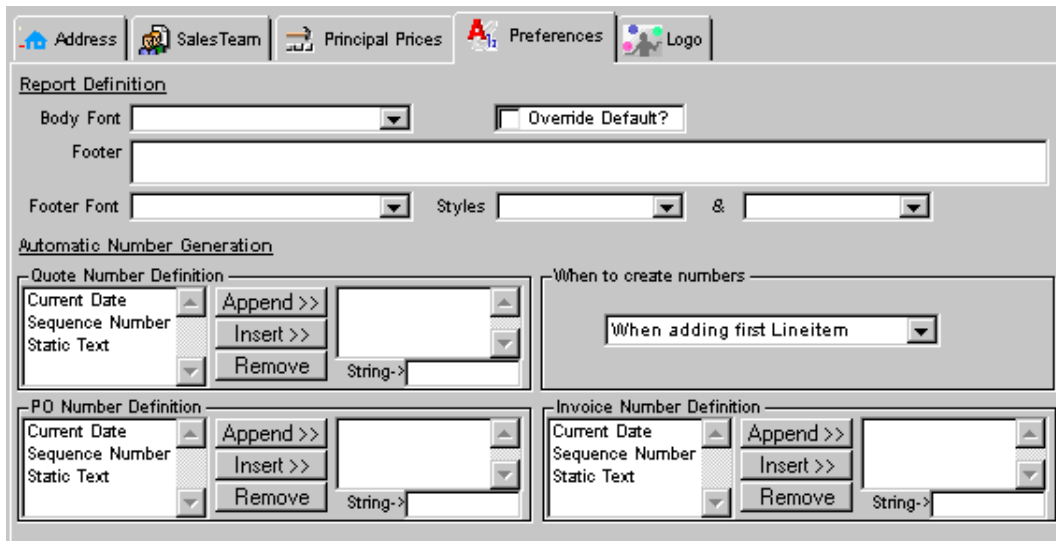 Address SalesTeam Principal Prices Preferences Logo
Report Definition
Body Font Override Default?
Footer
Footer Font Styles &
Automatic Number Generation
Quote Number Definition
Current Date
Sequence Number
Static Text
Append >>
Insert >>
Remove
String->
When to create numbers
When adding first Lineitem
PO Number Definition
Current Date
Sequence Number
Static Text
Append >>
Insert >>
Remove
String->
Invoice Number Definition
Current Date
Sequence Number
Static Text
Append >>
Insert >>
Remove
String->